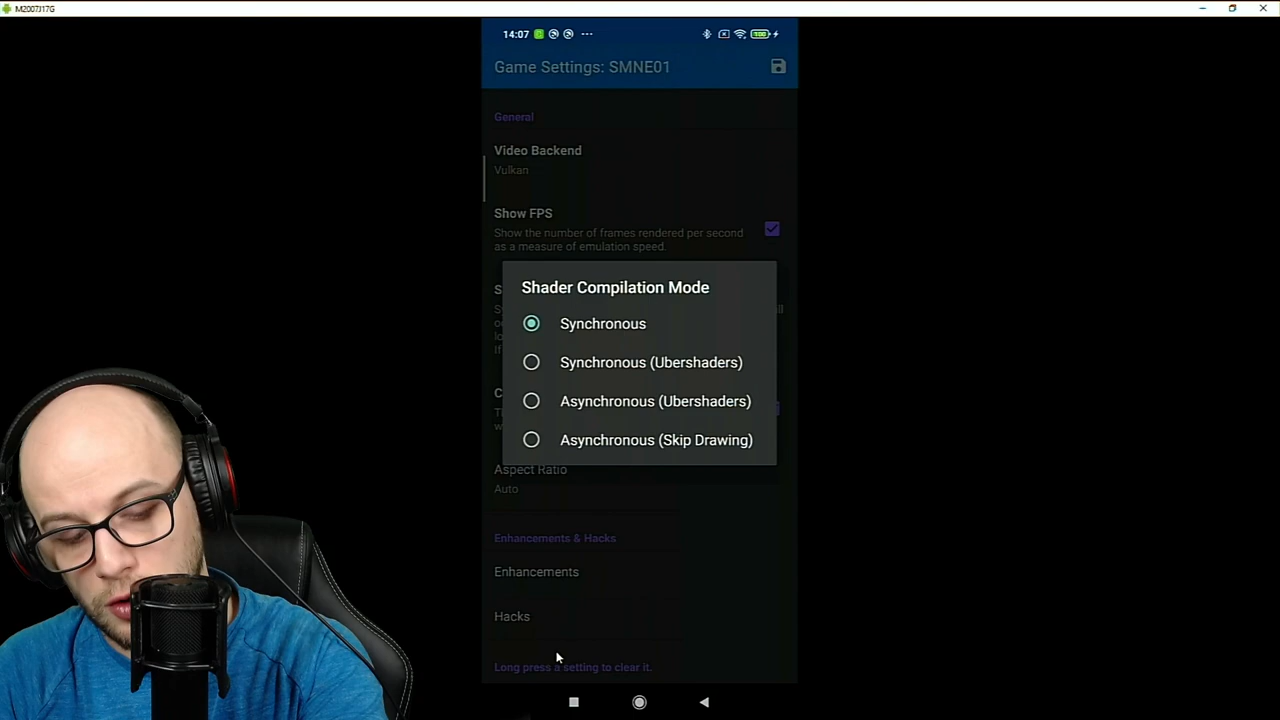 M2007J17G
14:07
100
Game Settings: SMNE01
General
Video Backend
Vulkan
Show FPS
Show the number of frames rendered per second
as a measure of emulation speed.
Shader Compilation Mode
Synchronous
Synchronous (Ubershaders)
Asynchronous (Ubershaders)
Asynchronous (Skip Drawing)
Aspect Ratio
Auto
Enhancements & Hacks
Enhancements
Hacks
Long press a setting to clear it.